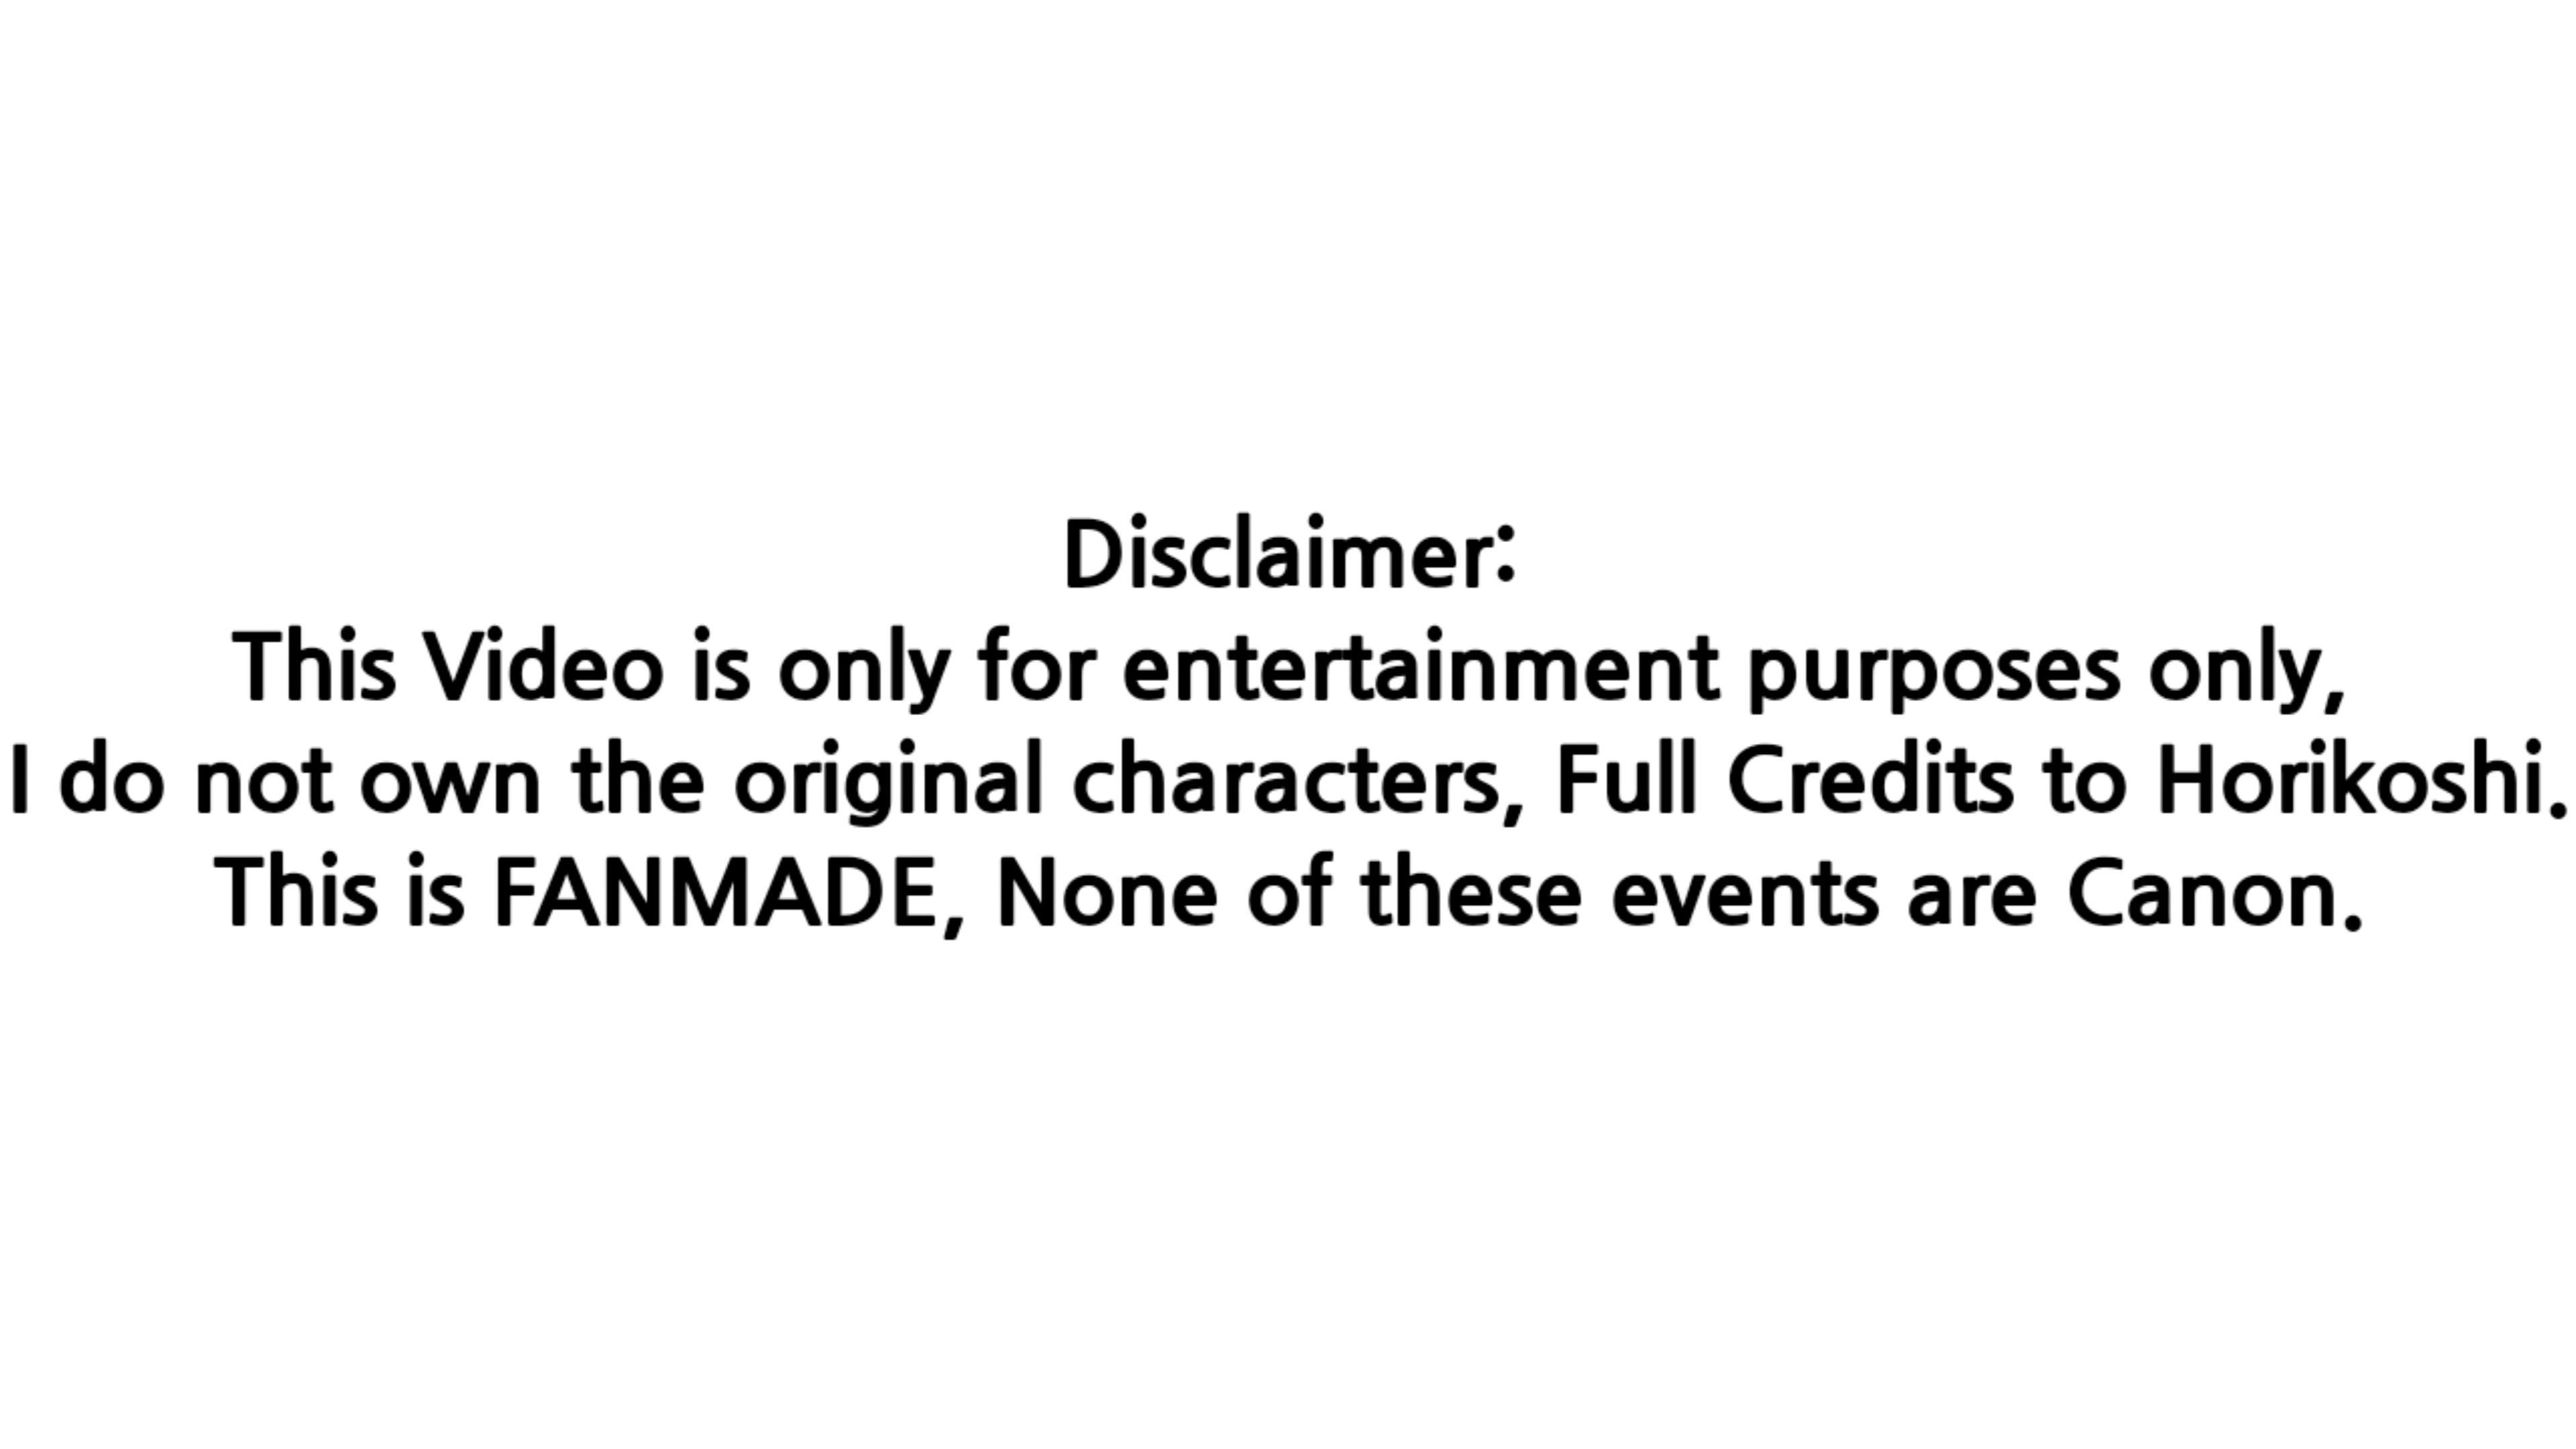 Disclaimer:
This Video is only for entertainment purposes only,
I do not own the original characters, Full Credits to Horikoshi.
This is FANMADE, None of these events are Canon.